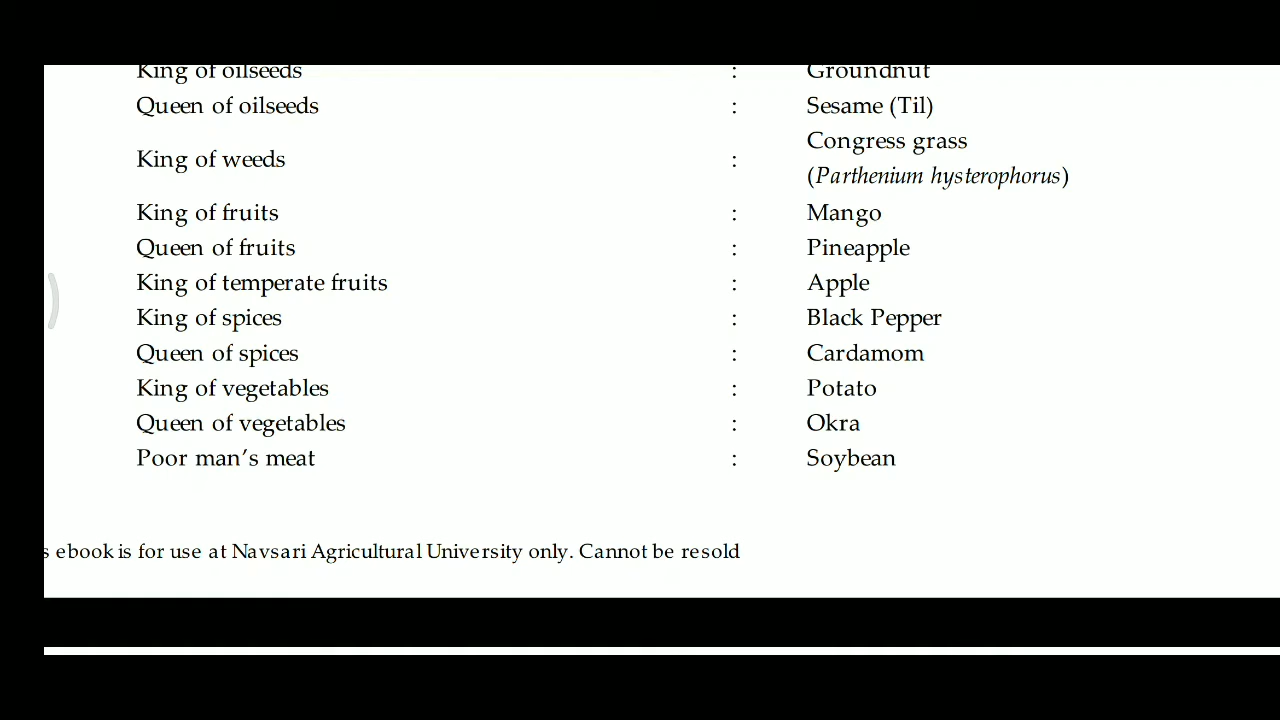 King of oilseeds : Groundnut
Queen of oilseeds : Sesame (Til)
King of weeds : Congress grass
(Parthenium hysterophorus)
King of fruits : Mango
Queen of fruits : Pineapple
King of temperate fruits : Apple
King of spices : Black Pepper
Queen of spices : Cardamom
King of vegetables : Potato
Queen of vegetables : Okra
Poor man’s meat : Soybean
s ebook is for use at Navsari Agricultural University only. Cannot be resold